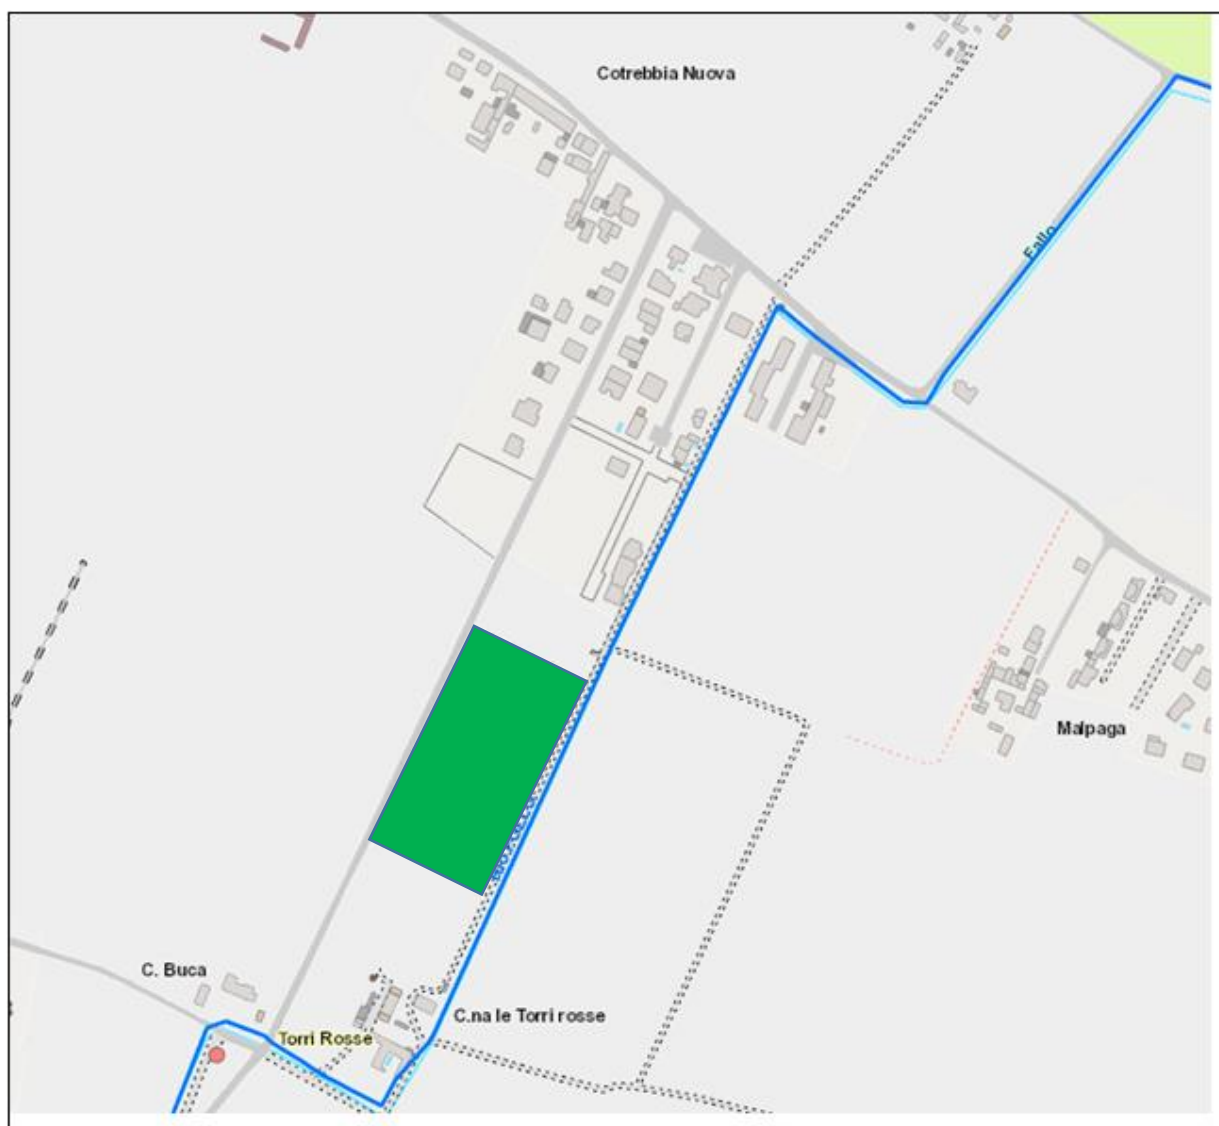 Cotrebbia Nuova
Fallo
Malpaga
C. Buca
C.na le Torri rosse
Torri Rosse